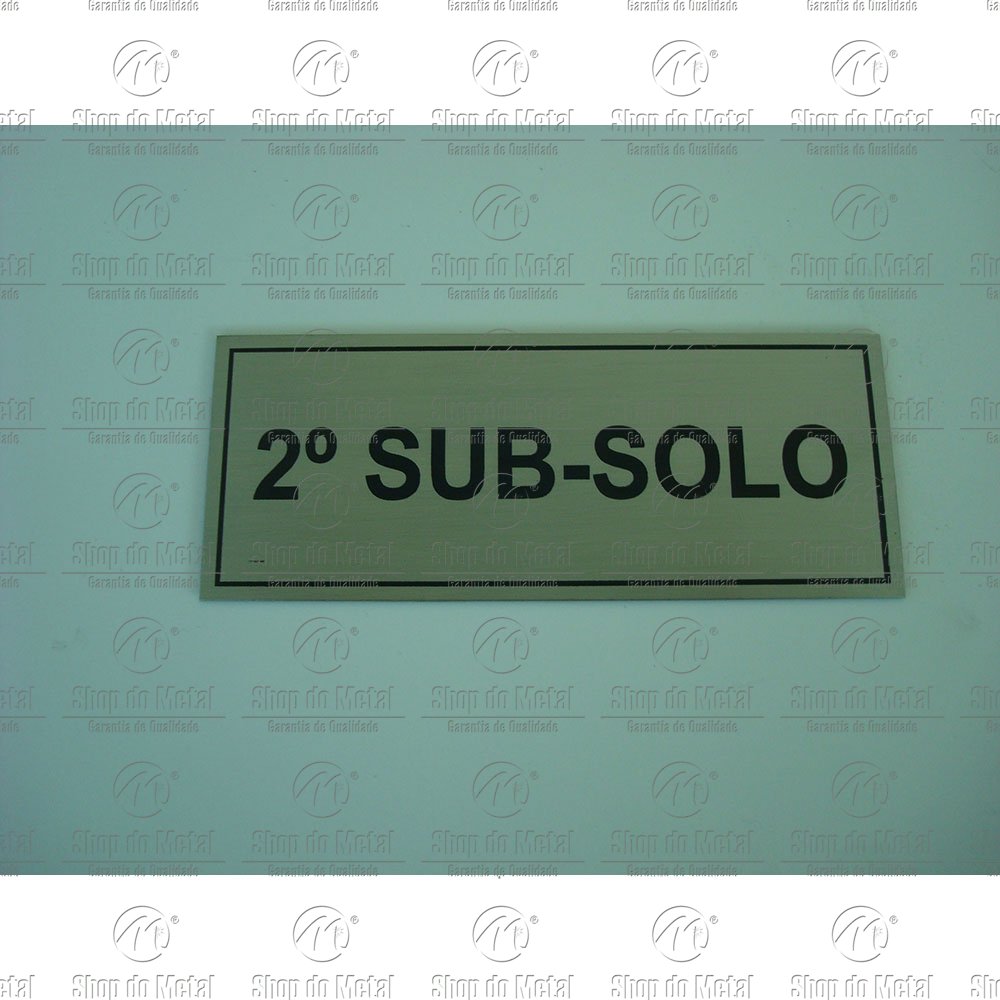 2º SUB-SOLO
Shop do Metal
Garantia de Qualidade